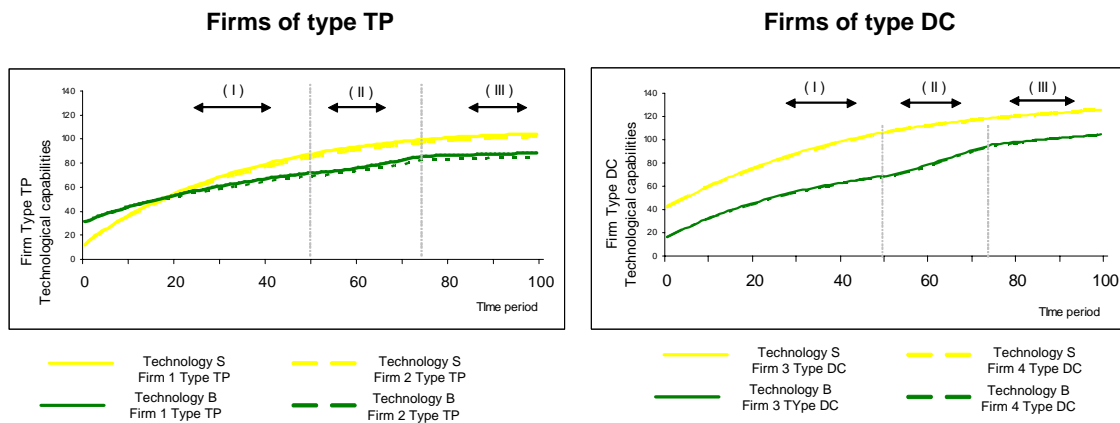 Firms of type TP
Firms of type DC
Firm Type TP
Technological capabilities
140
120
100
80
60
40
20
0
( I )
( II )
( III )
0
20
40
60
80
100
TIme period
Firm Type DC
Technological capabilities
140
120
100
80
60
40
20
0
( I )
( II )
( III )
0
20
40
60
80
100
TIme period
Technology S
Firm 1 Type TP
Technology S
Firm 2 Type TP
Technology B
Firm 1 Type TP
Technology B
Firm 2 Type TP
Technology S
Firm 3 Type DC
Technology S
Firm 4 Type DC
Technology B
Firm 3 TYpe DC
Technology B
Firm 4 Type DC